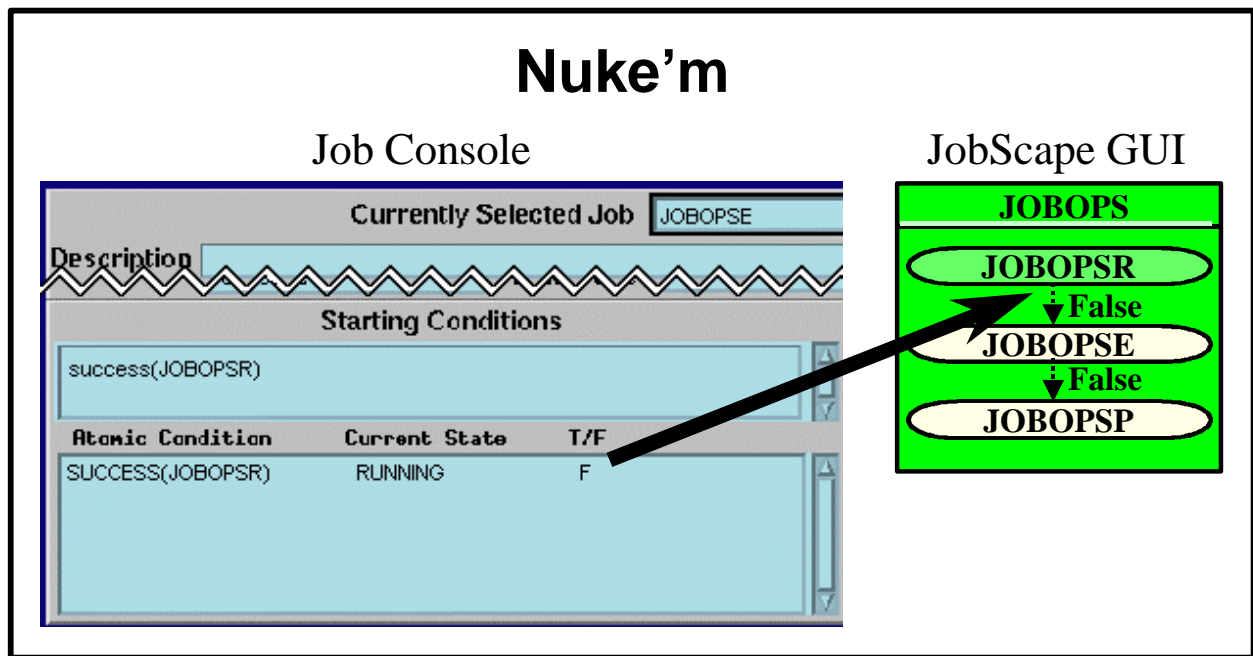 Nuke’m
Job Console
Currently Selected Job JOBOPSE
Description
Starting Conditions
success(JOBOPSR)
Atomic Condition Current State T/F
SUCCESS(JOBOPSR) RUNNING F
JobScape GUI
JOBOPS
JOBOPSR
False
JOBOPSE
False
JOBOPSP